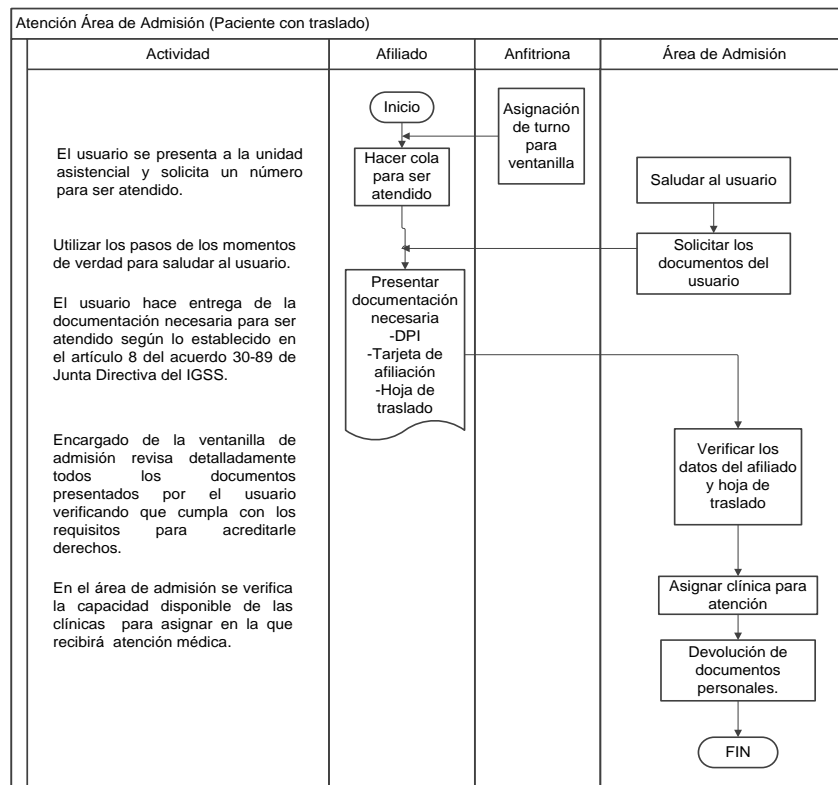 Atención Área de Admisión (Paciente con traslado)
Actividad
Afiliado
Anfitriona
Área de Admisión
El usuario se presenta a la unidad
asistencial y solicita un número
para ser atendido.
Utilizar los pasos de los momentos
de verdad para saludar al usuario.
El usuario hace entrega de la
documentación necesaria para ser
atendido según lo establecido en
el artículo 8 del acuerdo 30-89 de
Junta Directiva del IGSS.
Encargado de la ventanilla de
admisión revisa detalladamente
todos los documentos
presentados por el usuario
verificando que cumpla con los
requisitos para acreditarle
derechos.
En el área de admisión se verifica
la capacidad disponible de las
clínicas para asignar en la que
recibirá atención médica.
Inicio
Hacer cola
para ser
atendido
Presentar
documentación
necesaria
-DPI
-Tarjeta de
afiliación
-Hoja de
traslado
Asignación
de turno
para
ventanilla
Saludar al usuario
Solicitar los
documentos del
usuario
Verificar los
datos del afiliado
y hoja de
traslado
Asignar clínica para
atención
Devolución de
documentos
personales.
FIN